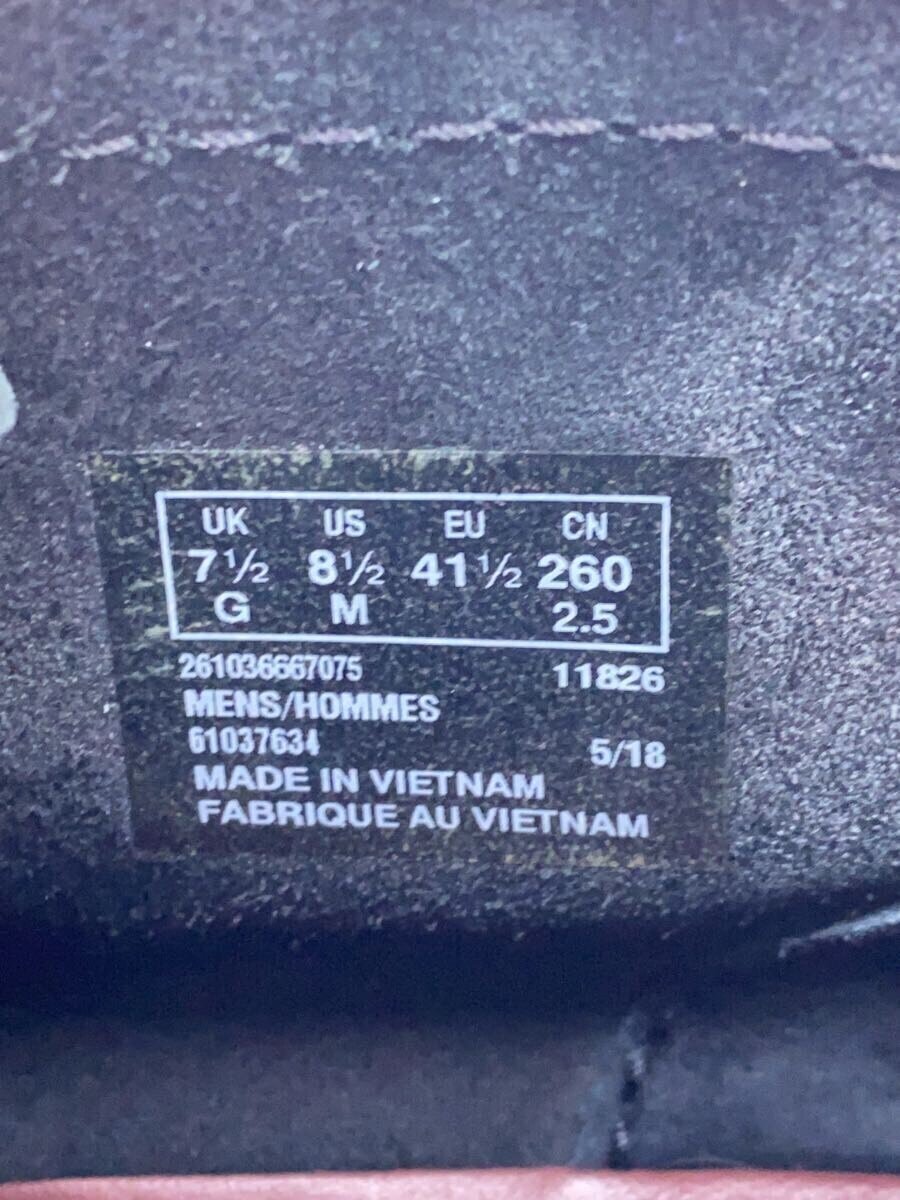 UK US EU CN
7½ 8½ 41½ 260
G M 2.5
261036667075 11826
MENS/HOMMES
61037634 5/18
MADE IN VIETNAM
FABRIQUE AU VIETNAM